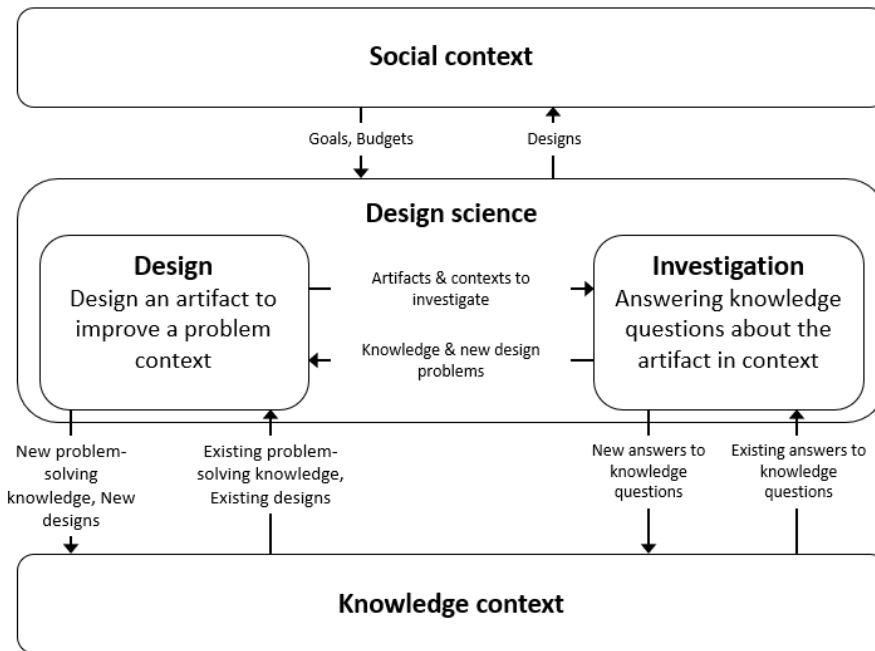 Social context
Goals, Budgets
Designs
Design science
Design
Design an artifact to
improve a problem
context
Artifacts & contexts to
investigate
Knowledge & new design
problems
Investigation
Answering knowledge
questions about the
artifact in context
New problem-
solving
knowledge, New
designs
Existing problem-
solving knowledge,
Existing designs
New answers to
knowledge
questions
Existing answers to
knowledge
questions
Knowledge context